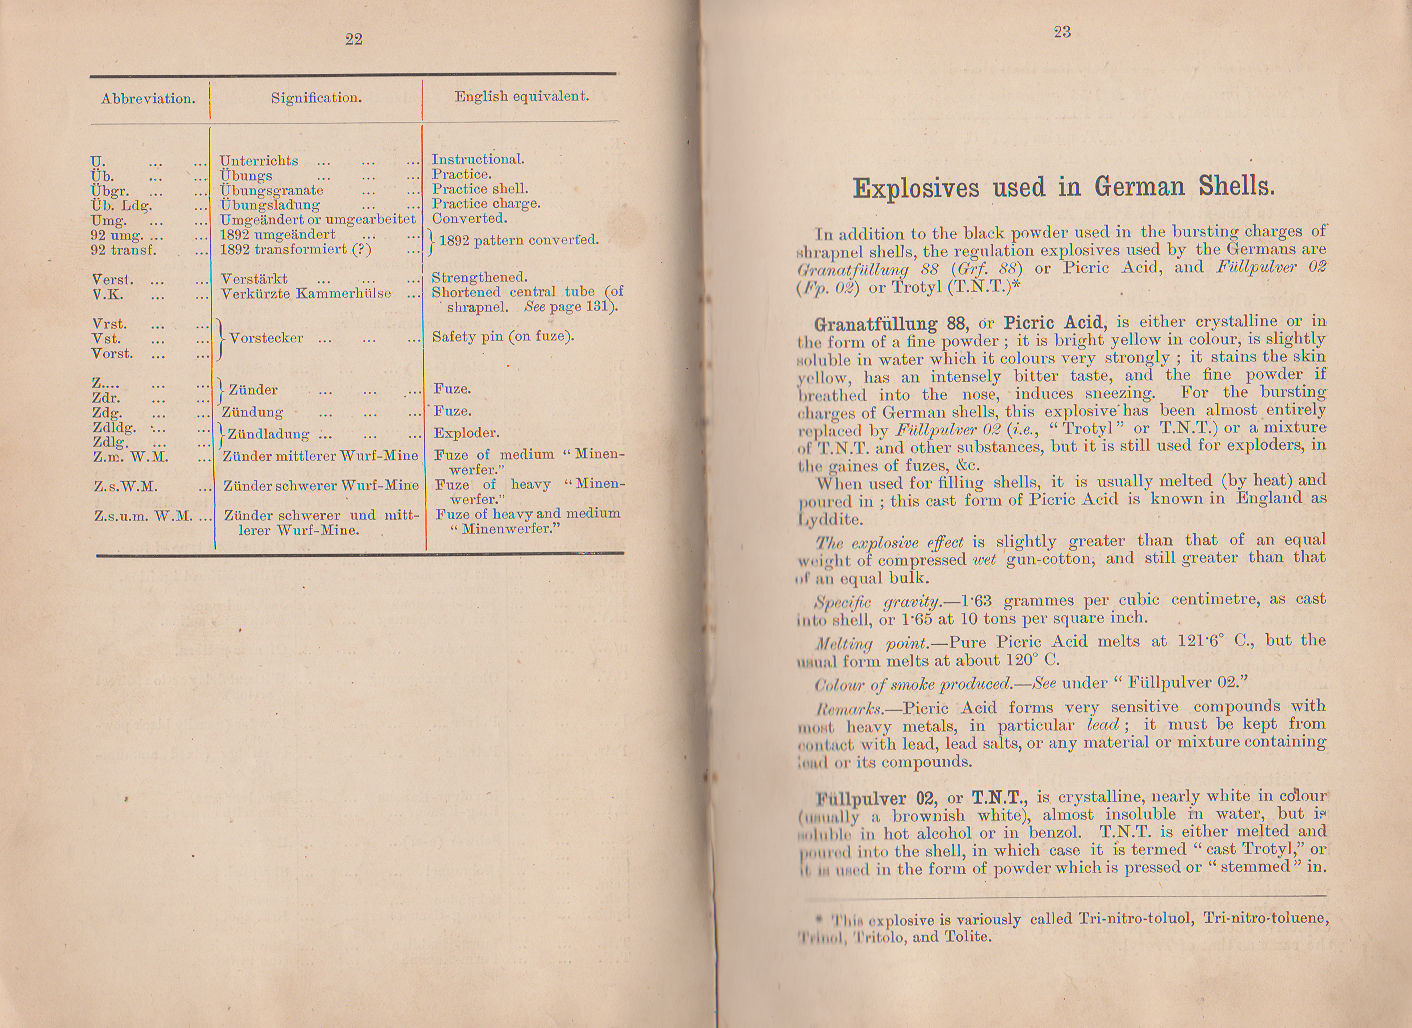 22
Abbreviation. Signification. English equivalent.
U. ... ... Unterrichts ... ... ... Instructional.
Üb. ... ... Übungs ... ... ... Practice.
Übgr. ... ... Übungsgranate ... ... Practice shell.
Üb. Ldg. ... Übungsladung ... ... Practice charge.
Umg. ... ... Umgeändert or umgearbeitet Converted.
92 umg. ... ... 1892 umgeändert ... ...
92 transf. ... 1892 transformiert (?) ... } 1892 pattern converted.
Verst. ... ... Verstärkt ... ... ... Strengthened.
V.K. ... ... Verkürzte Kammerhülse ... Shortened central tube (of
shrapnel. See page 131).
Vrst. ... ...
Vst. ... ... } Vorstecker ... ... ... Safety pin (on fuze).
Vorst. ... ...
Z.... ... ...
Zdr. ... ... } Zünder ... ... ... Fuze.
Zdg. ... ... Zündung ... ... ... Fuze.
Zdldg. ... ...
Zdlg. ... ... } Zündladung ... ... ... Exploder.
Z.m. W.M. ... Zünder mittlerer Wurf-Mine Fuze of medium “ Minen-
werfer.”
Z.s.W.M. ... Zünder schwerer Wurf-Mine Fuze of heavy “ Minen-
werfer.”
Z.s.u.m. W.M. ... Zünder schwerer und mitt- Fuze of heavy and medium
lerer Wurf-Mine. “ Minenwerfer.”
23
Explosives used in German Shells.
In addition to the black powder used in the bursting charges of
shrapnel shells, the regulation explosives used by the Germans are
Granatfüllung 88 (Grf. 88) or Picric Acid, and Füllpulver 02
(Fp. 02) or Trotyl (T.N.T.)*
Granatfüllung 88, or Picric Acid, is either crystalline or in
the form of a fine powder ; it is bright yellow in colour, is slightly
soluble in water which it colours very strongly ; it stains the skin
yellow, has an intensely bitter taste, and the fine powder if
breathed into the nose, induces sneezing. For the bursting
charges of German shells, this explosive has been almost entirely
replaced by Füllpulver 02 (i.e., “ Trotyl ” or T.N.T.) or a mixture
of T.N.T. and other substances, but it is still used for exploders, in
the gaines of fuzes, &c.
When used for filling shells, it is usually melted (by heat) and
poured in ; this cast form of Picric Acid is known in England as
Lyddite.
The explosive effect is slightly greater than that of an equal
weight of compressed wet gun-cotton, and still greater than that
of an equal bulk.
Specific gravity.—1·63 grammes per cubic centimetre, as cast
into shell, or 1·65 at 10 tons per square inch.
Melting point.—Pure Picric Acid melts at 121·6° C., but the
usual form melts at about 120° C.
Colour of smoke produced.—See under “ Füllpulver 02.”
Remarks.—Picric Acid forms very sensitive compounds with
most heavy metals, in particular lead ; it must be kept from
contact with lead, lead salts, or any material or mixture containing
lead or its compounds.
Füllpulver 02, or T.N.T., is crystalline, nearly white in colour
(usually a brownish white), almost insoluble in water, but is
soluble in hot alcohol or in benzol. T.N.T. is either melted and
poured into the shell, in which case it is termed “ cast Trotyl,” or
it is used in the form of powder which is pressed or “ stemmed ” in.
* This explosive is variously called Tri-nitro-toluol, Tri-nitro-toluene,
Trinol, Tritolo, and Tolite.